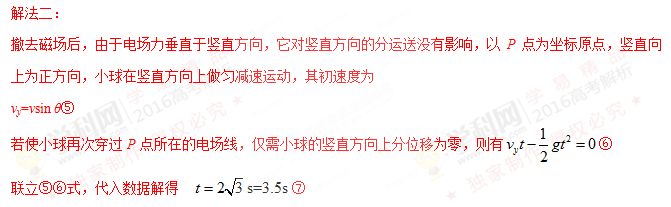 解法二：
撤去磁场后，由于电场力垂直于竖直方向，它对竖直方向的分运送没有影响，以 P 点为坐标原点，竖直向
上为正方向，小球在竖直方向上做匀减速运动，其初速度为
vy=vsin θ⑤
若使小球再次穿过 P 点所在的电场线，仅需小球的竖直方向上分位移为零，则有 vyt－1/2gt²＝0⑥
联立⑤⑥式，代入数据解得 t＝2√3 s=3.5s ⑦